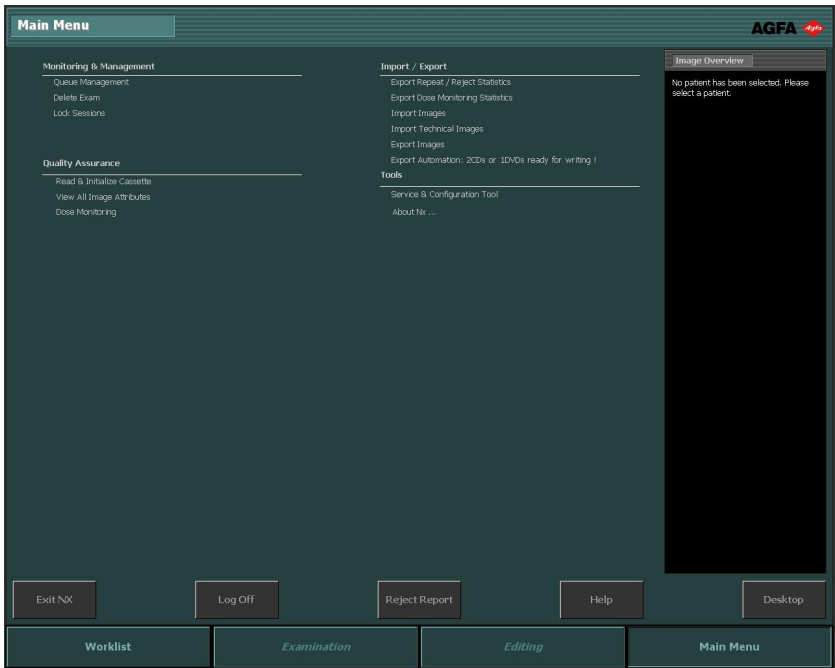 Main Menu
AGFA
Agfa
Monitoring & Management
Queue Management
Delete Exam
Lock Sessions
Quality Assurance
Read & Initialize Cassette
View All Image Attributes
Dose Monitoring
Import / Export
Export Repeat / Reject Statistics
Export Dose Monitoring Statistics
Import Images
Import Technical Images
Export Images
Export Automation: 2CDs or 1DVDs ready for writing !
Tools
Service & Configuration Tool
About Nx ...
Image Overview
No patient has been selected. Please
select a patient.
Exit NX
Log Off
Reject Report
Help
Desktop
Worklist
Examination
Editing
Main Menu